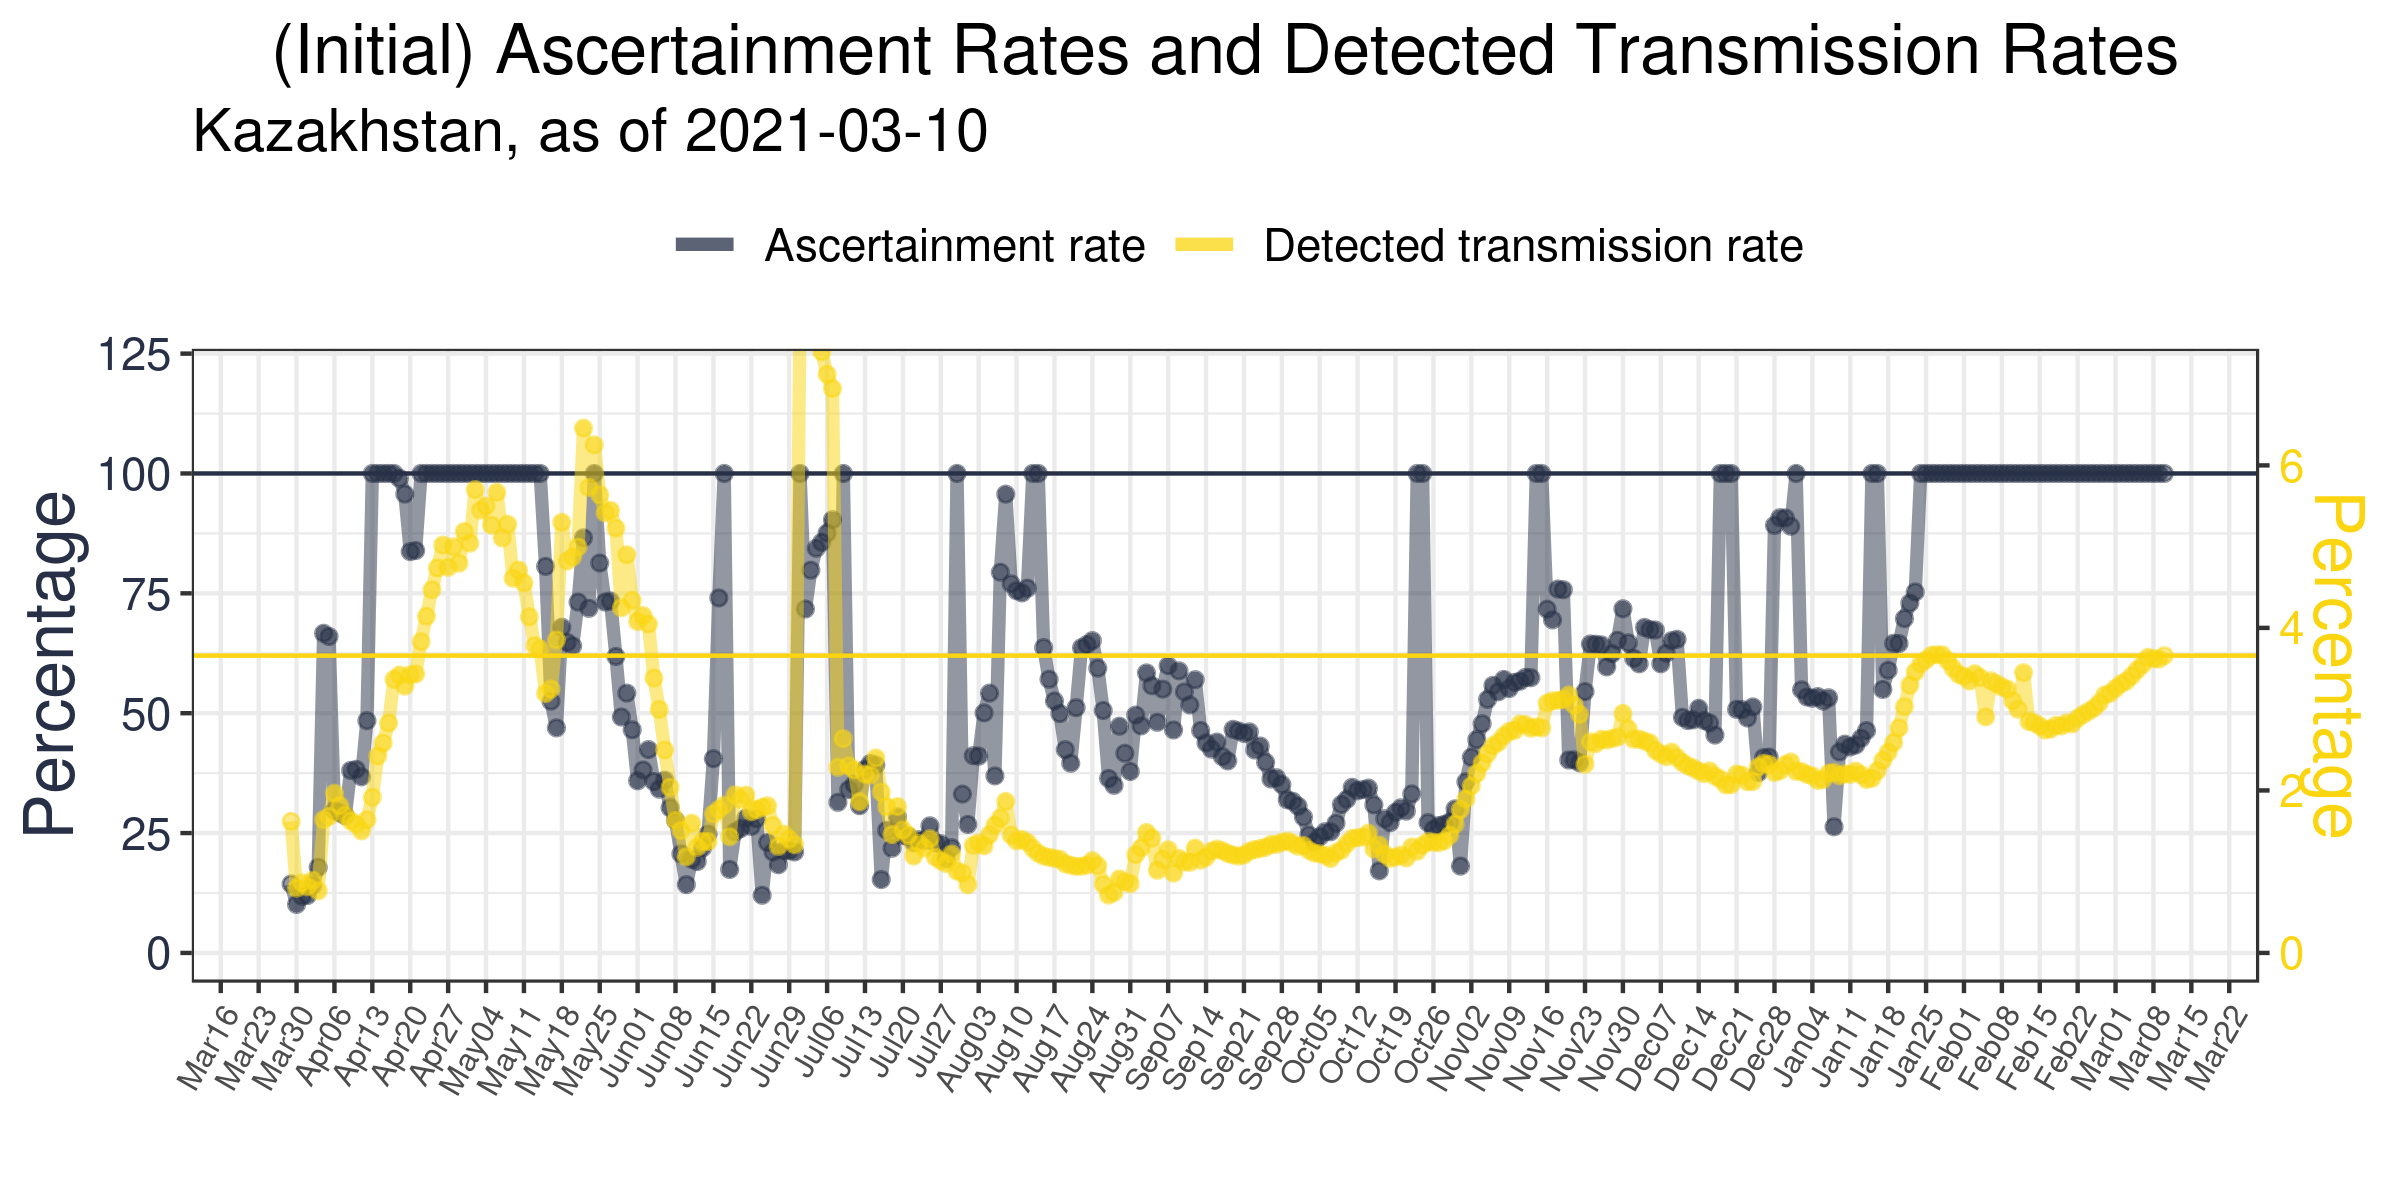 (Initial) Ascertainment Rates and Detected Transmission Rates
Kazakhstan, as of 2021-03-10
Ascertainment rate
Detected transmission rate
125
100
75
50
25
0
Percentage
6
4
2
0
Percentage
Mar16
Mar23
Mar30
Apr06
Apr13
Apr20
Apr27
May04
May11
May18
May25
Jun01
Jun08
Jun15
Jun22
Jun29
Jul06
Jul13
Jul20
Jul27
Aug03
Aug10
Aug17
Aug24
Aug31
Sep07
Sep14
Sep21
Sep28
Oct05
Oct12
Oct19
Oct26
Nov02
Nov09
Nov16
Nov23
Nov30
Dec07
Dec14
Dec21
Dec28
Jan04
Jan11
Jan18
Jan25
Feb01
Feb08
Feb15
Feb22
Mar01
Mar08
Mar15
Mar22